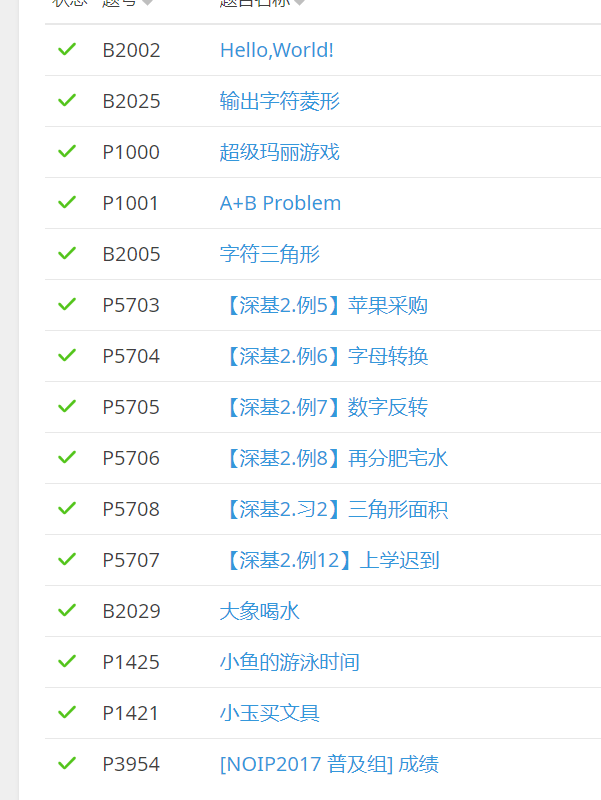 状态 题号 题目名称
B2002 Hello,World!
B2025 输出字符菱形
P1000 超级玛丽游戏
P1001 A+B Problem
B2005 字符三角形
P5703 【深基2.例5】苹果采购
P5704 【深基2.例6】字母转换
P5705 【深基2.例7】数字反转
P5706 【深基2.例8】再分肥宅水
P5708 【深基2.习2】三角形面积
P5707 【深基2.例12】上学迟到
B2029 大象喝水
P1425 小鱼的游泳时间
P1421 小玉买文具
P3954 [NOIP2017 普及组] 成绩